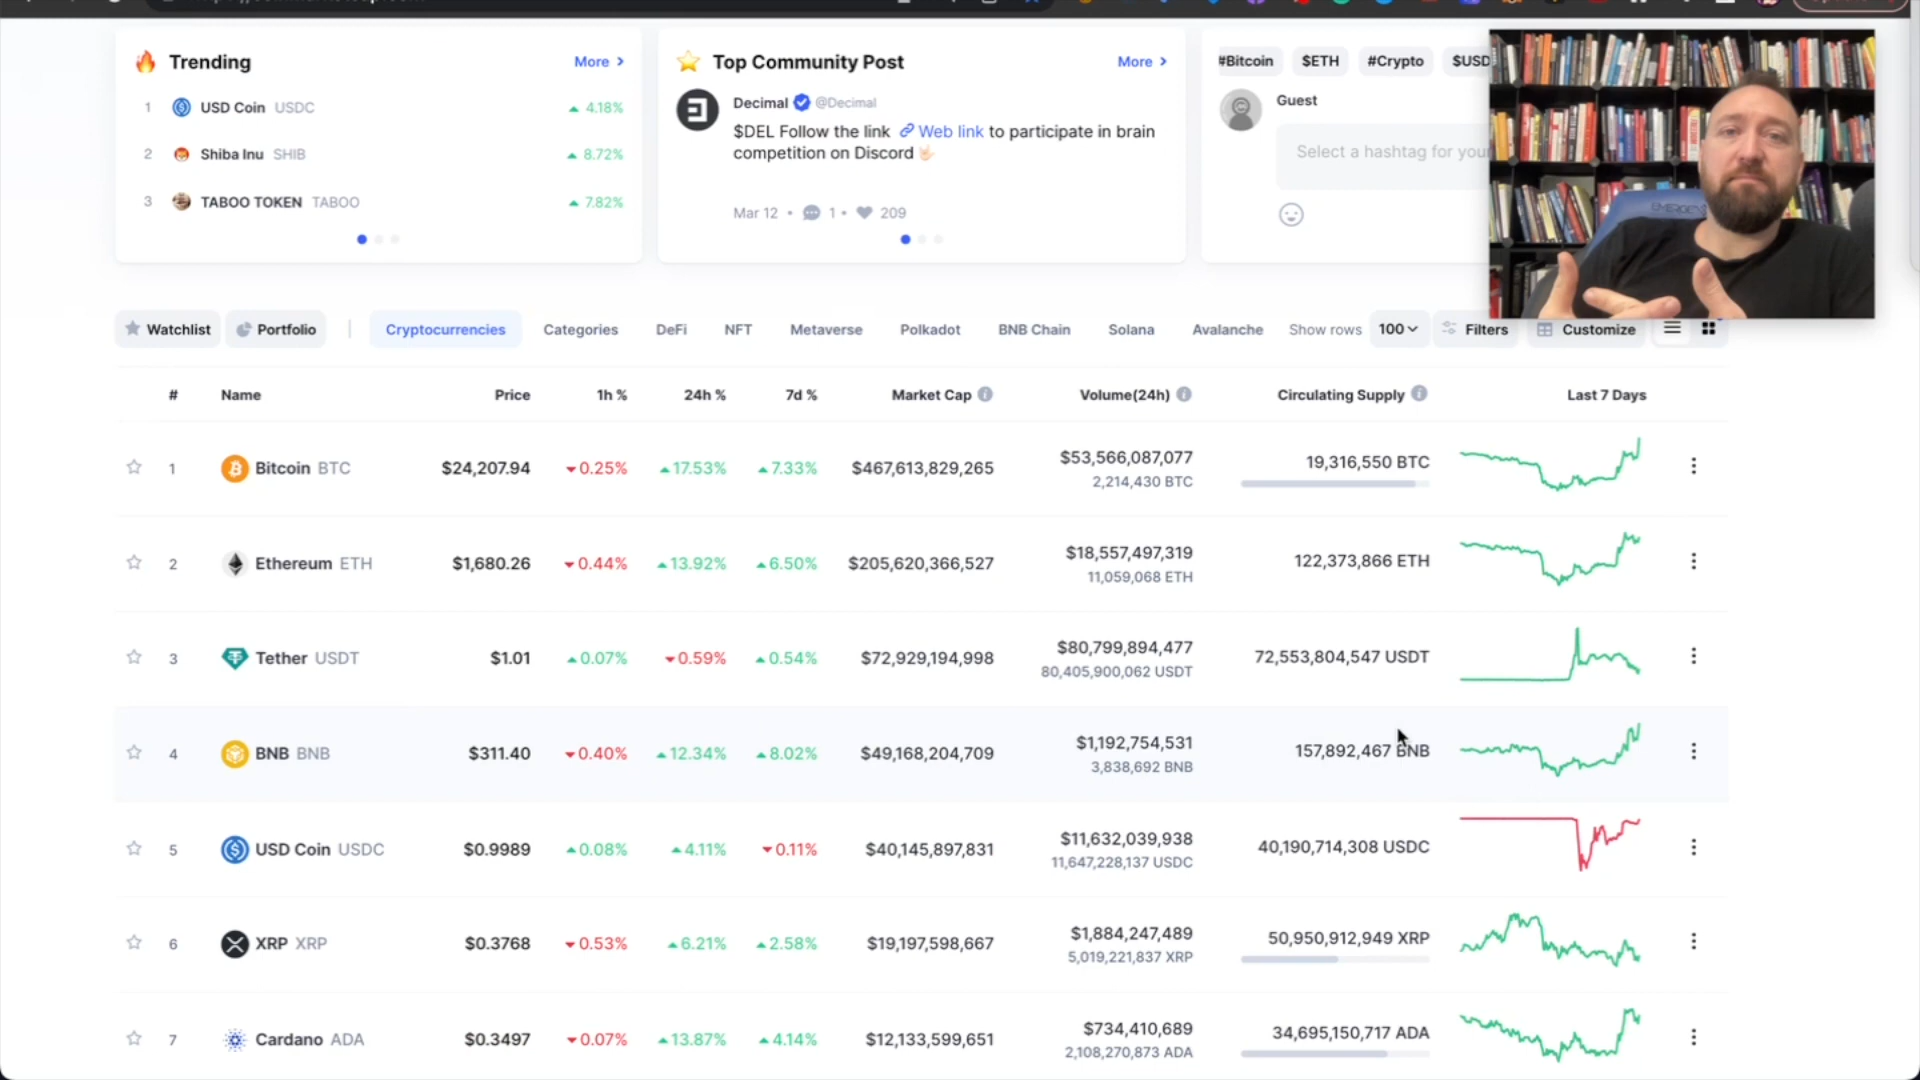 Trending
More >
1 USD Coin USDC 4.18%
2 Shiba Inu SHIB 8.72%
3 TABOO TOKEN TABOO 7.82%
Top Community Post
More >
Decimal @Decimal
$DEL Follow the link Web link to participate in brain
competition on Discord
Mar 12 • 1 • 209
#Bitcoin $ETH #Crypto $USD
Guest
Select a hashtag for your
Watchlist Portfolio Cryptocurrencies Categories DeFi NFT Metaverse Polkadot BNB Chain Solana Avalanche Show rows 100 Filters Customize
# Name Price 1h % 24h % 7d % Market Cap Volume(24h) Circulating Supply Last 7 Days
1 Bitcoin BTC $24,207.94 0.25% 17.53% 7.33% $467,613,829,265 $53,566,087,077 19,316,550 BTC
2,214,430 BTC
2 Ethereum ETH $1,680.26 0.44% 13.92% 6.50% $205,620,366,527 $18,557,497,319 122,373,866 ETH
11,059,068 ETH
3 Tether USDT $1.01 0.07% 0.59% 0.54% $72,929,194,998 $80,799,894,477 72,553,804,547 USDT
80,405,900,062 USDT
4 BNB BNB $311.40 0.40% 12.34% 8.02% $49,168,204,709 $1,192,754,531 157,892,467 BNB
3,838,692 BNB
5 USD Coin USDC $0.9989 0.08% 4.11% 0.11% $40,145,897,831 $11,632,039,938 40,190,714,308 USDC
11,647,228,137 USDC
6 XRP XRP $0.3768 0.53% 6.21% 2.58% $19,197,598,667 $1,884,247,489 50,950,912,949 XRP
5,019,221,837 XRP
7 Cardano ADA $0.3497 0.07% 13.87% 4.14% $12,133,599,651 $734,410,689 34,695,150,717 ADA
2,108,270,873 ADA